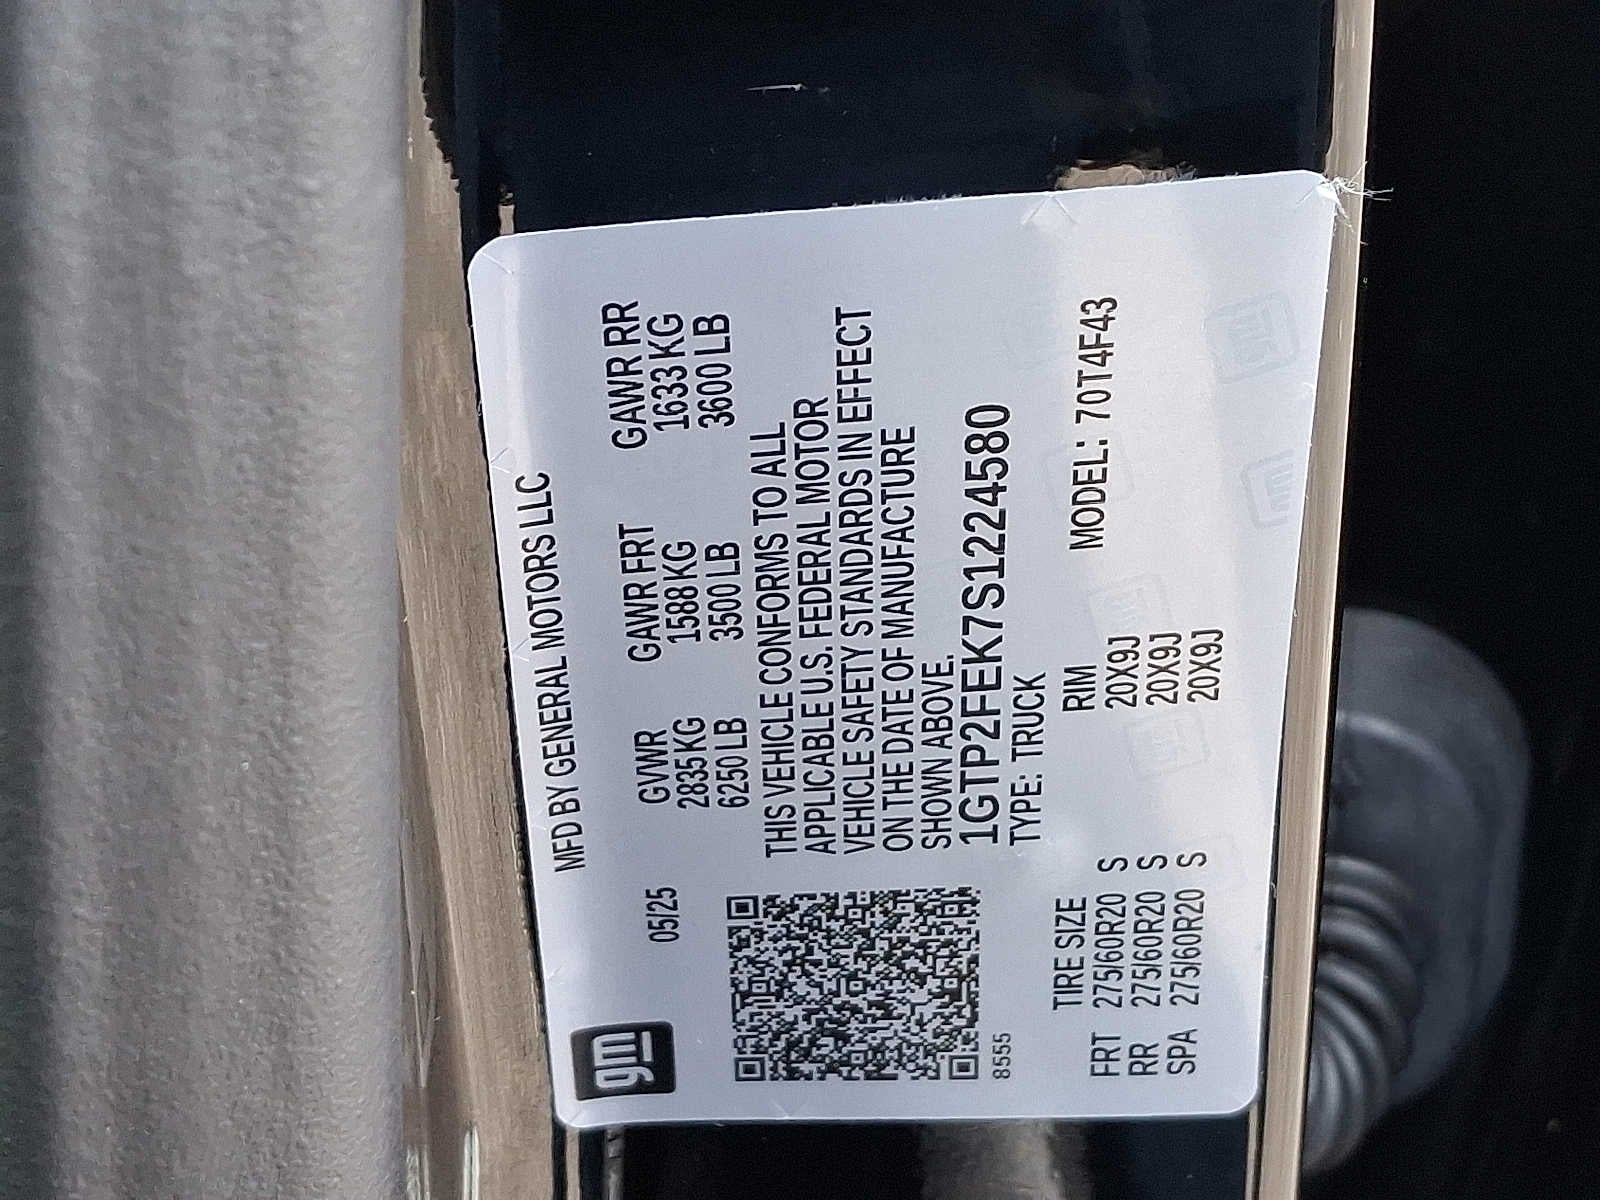 gm
MFD BY GENERAL MOTORS LLC
05/25
GVWR GAWR FRT GAWR RR
2835 KG 1588 KG 1633 KG
6250 LB 3500 LB 3600 LB
THIS VEHICLE CONFORMS TO ALL
APPLICABLE U.S. FEDERAL MOTOR
VEHICLE SAFETY STANDARDS IN EFFECT
ON THE DATE OF MANUFACTURE
SHOWN ABOVE.
1GTP2FEK7S1224580
TYPE: TRUCK
8555
TIRE SIZE RIM MODEL: 70T4F43
FRT 275/60R20 S 20X9J
RR 275/60R20 S 20X9J
SPA 275/60R20 S 20X9J